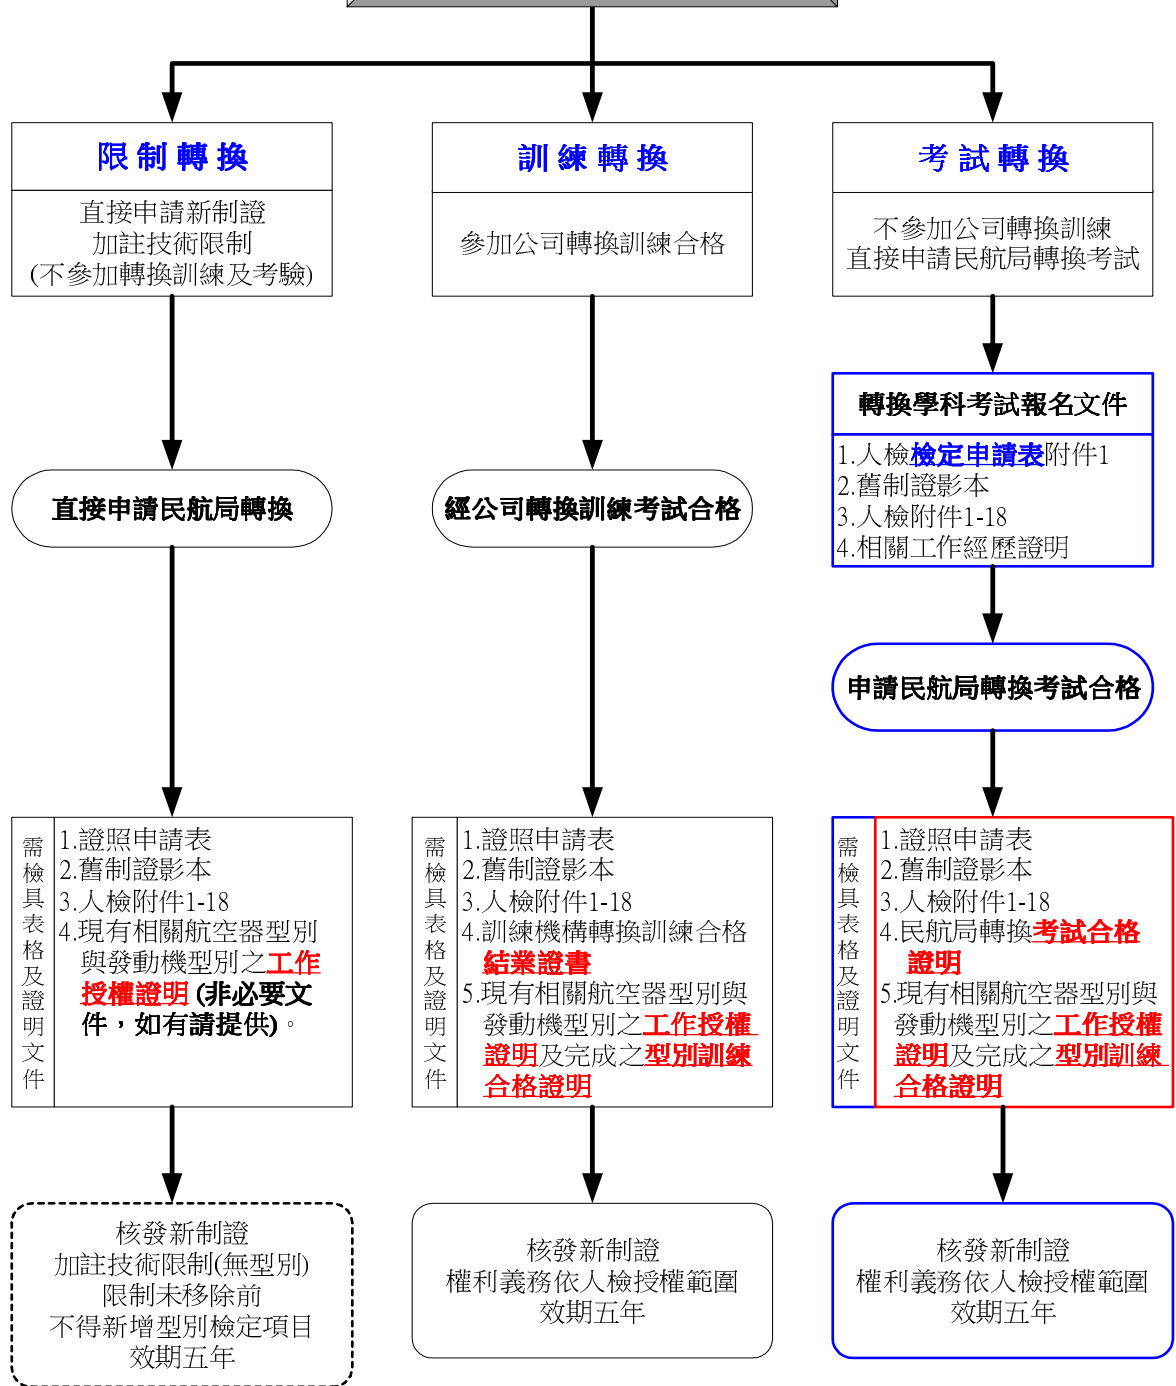 限制轉換
直接申請新制證
加註技術限制
(不參加轉換訓練及考驗)
訓練轉換
參加公司轉換訓練合格
考試轉換
不參加公司轉換訓練
直接申請民航局轉換考試
轉換學科考試報名文件
1.人檢檢定申請表附件1
2.舊制證影本
3.人檢附件1-18
4.相關工作經歷證明
直接申請民航局轉換
經公司轉換訓練考試合格
申請民航局轉換考試合格
需檢具表格及證明文件
1.證照申請表
2.舊制證影本
3.人檢附件1-18
4.現有相關航空器型別
與發動機型別之工作
授權證明 (非必要文
件，如有請提供)。
需檢具表格及證明文件
1.證照申請表
2.舊制證影本
3.人檢附件1-18
4.訓練機構轉換訓練合格
結業證書
5.現有相關航空器型別與
發動機型別之工作授權
證明及完成之型別訓練
合格證明
需檢具表格及證明文件
1.證照申請表
2.舊制證影本
3.人檢附件1-18
4.民航局轉換考試合格
證明
5.現有相關航空器型別與
發動機型別之工作授權
證明及完成之型別訓練
合格證明
核發新制證
加註技術限制(無型別)
限制未移除前
不得新增型別檢定項目
效期五年
核發新制證
權利義務依人檢授權範圍
效期五年
核發新制證
權利義務依人檢授權範圍
效期五年